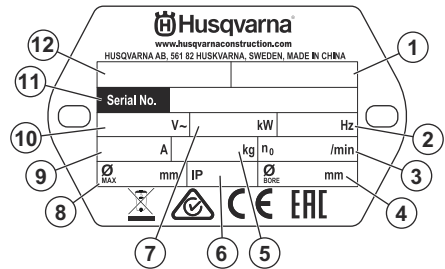 Husqvarna
www.husqvarnaconstruction.com
HUSQVARNA AB, 561 82 HUSKVARNA, SWEDEN, MADE IN CHINA
12
1
11
Serial No.
10
V~
kW
Hz
2
9
A
kg
n₀
/min
3
8
Ø MAX
mm
IP
Ø BORE
mm
4
CE
EAC
7
6
5